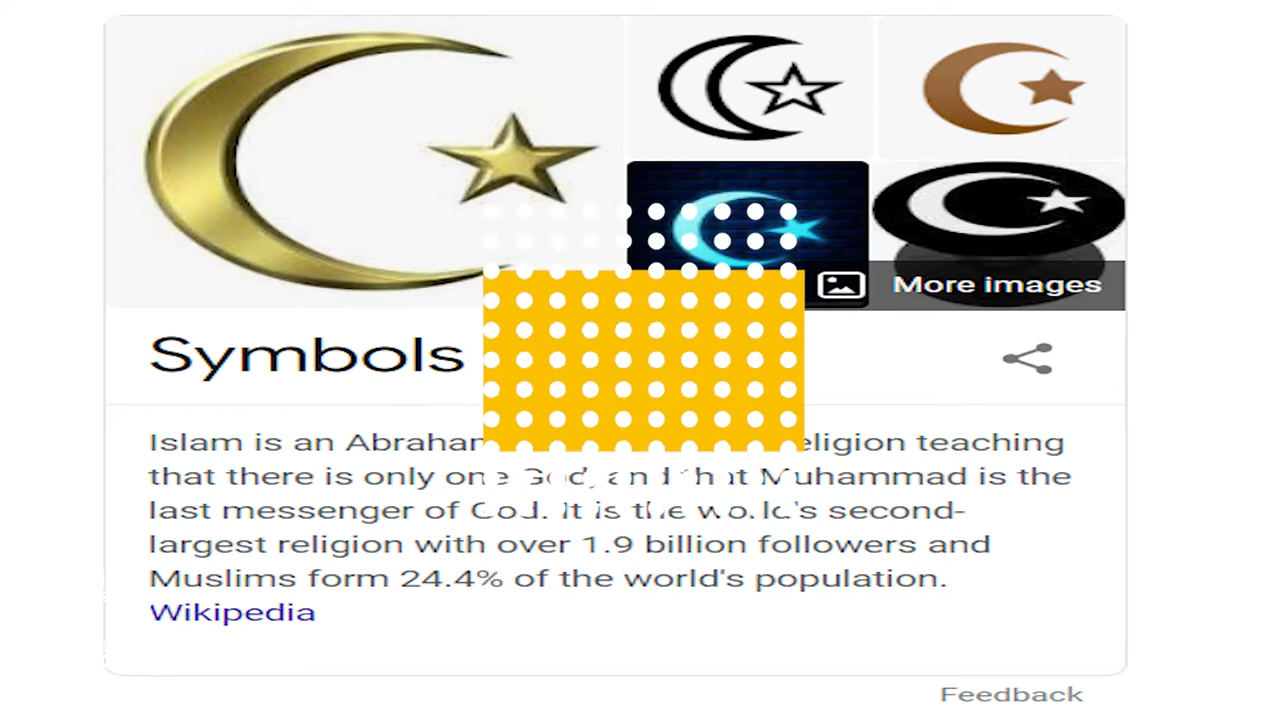 More images
Symbols
Islam is an eligion teaching
that there is only one God, and that Muhammad is the
last messenger of God. It is the world's second-
largest religion with over 1.9 billion followers and
Muslims form 24.4% of the world's population.
Wikipedia
Feedback